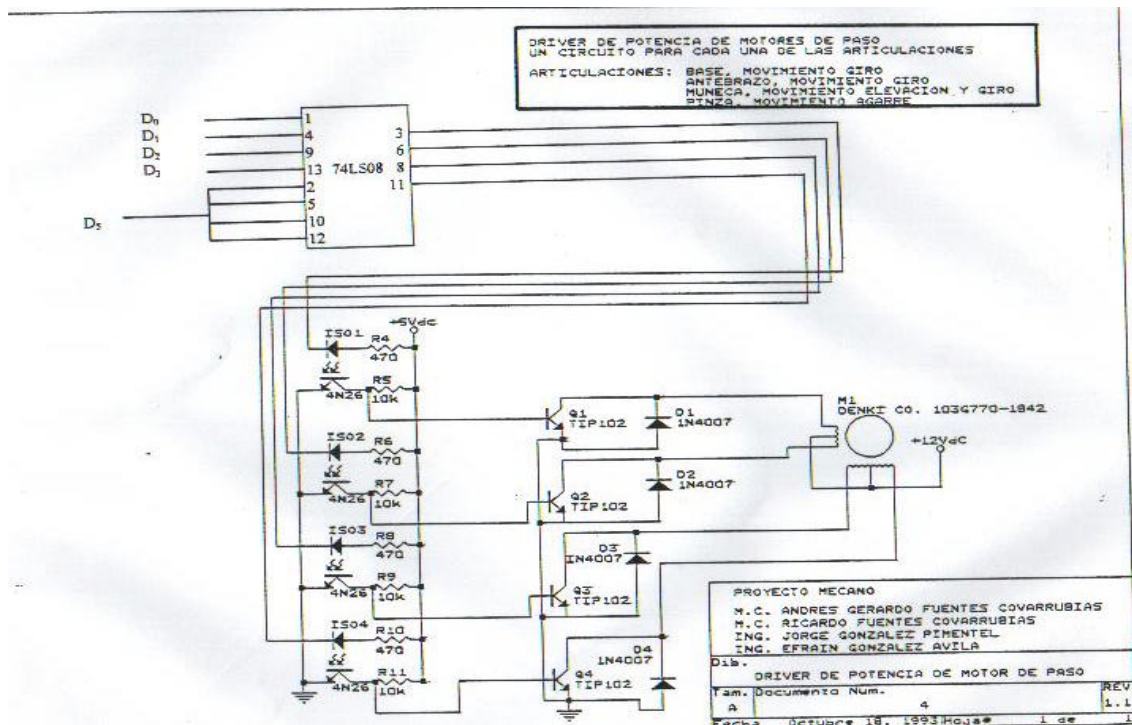 DRIVER DE POTENCIA DE MOTORES DE PASO
UN CIRCUITO PARA CADA UNA DE LAS ARTICULACIONES
ARTICULACIONES: BASE, MOVIMIENTO GIRO
ANTEBRAZO, MOVIMIENTO GIRO
MUNECA, MOVIMIENTO ELEVACION Y GIRO
PINZA, MOVIMIENTO AGARRE
D0
D1
D2
D3
D5
1
4
9
13
2
5
10
12
74LS08
3
6
8
11
+5Vdc
ISO1
R4
470
R5
4N26
10k
ISO2
R6
470
R7
4N26
10k
ISO3
R8
470
R9
4N26
10k
ISO4
R10
470
R11
4N26
10k
Q1
TIP102
D1
1N4007
Q2
TIP102
D2
1N4007
D3
1N4007
Q3
TIP102
D4
1N4007
Q4
TIP102
M1
DENKI CO. 103G770-1842
+12Vdc
PROYECTO MECANO
M.C. ANDRES GERARDO FUENTES COVARRUBIAS
M.C. RICARDO FUENTES COVARRUBIAS
ING. JORGE GONZALEZ PIMENTEL
ING. EFRAIN GONZALEZ AVILA
Dib.
DRIVER DE POTENCIA DE MOTOR DE PASO
Tam. Documento Num. REV
A 4 1.1
Fecha Octubre 18, 1993 Hoja# 1 de